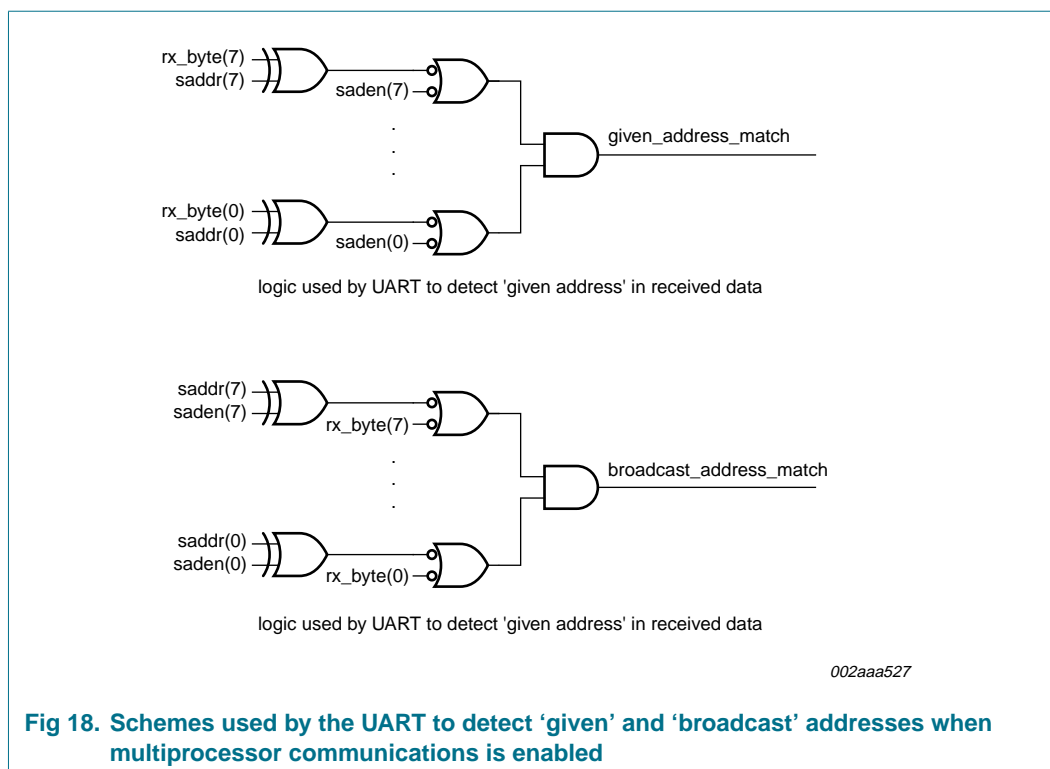 rx_byte(7)
saddr(7)
saden(7)
.
.
.
given_address_match
rx_byte(0)
saddr(0)
saden(0)
logic used by UART to detect 'given address' in received data
saddr(7)
saden(7)
rx_byte(7)
.
.
.
broadcast_address_match
saddr(0)
saden(0)
rx_byte(0)
logic used by UART to detect 'given address' in received data
002aaa527
Fig 18. Schemes used by the UART to detect ‘given’ and ‘broadcast’ addresses when
multiprocessor communications is enabled